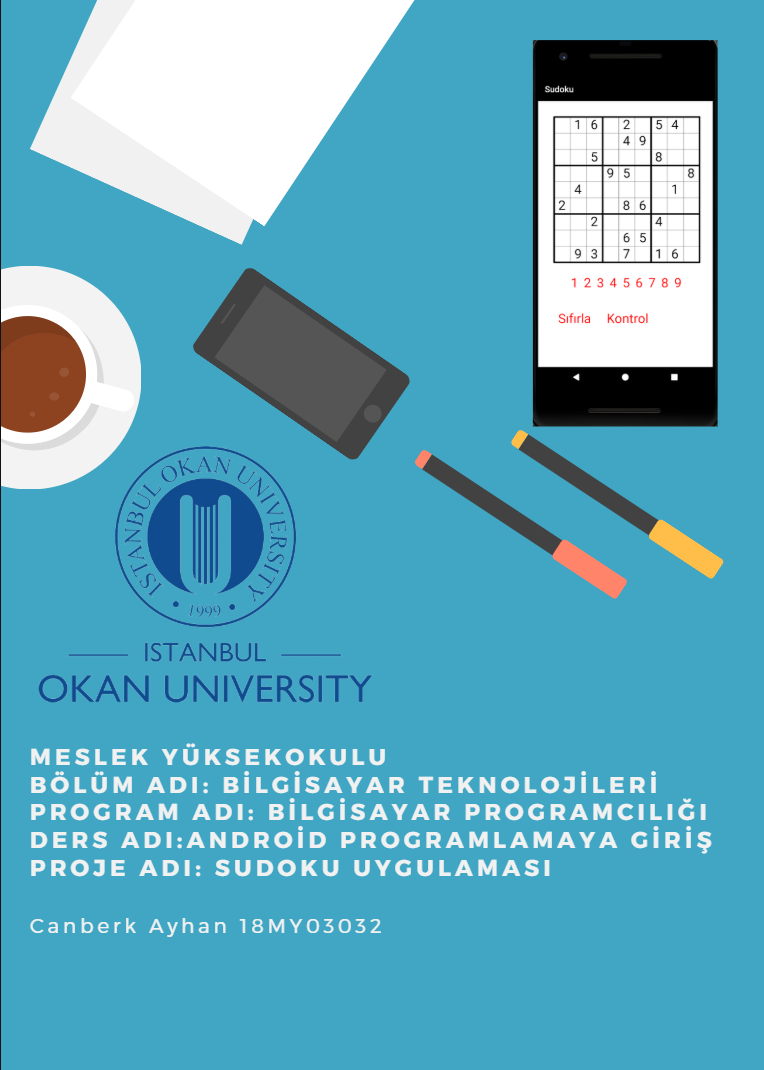 Sudoku
1 6 2 5 4
4 9
5 8
9 5 8
4 1
2 8 6
2 4
6 5
9 3 7 1 6
1 2 3 4 5 6 7 8 9
Sıfırla Kontrol
ISTANBUL OKAN UNIVERSITY
1999
ISTANBUL
OKAN UNIVERSITY
MESLEK YÜKSEKOKULU
BÖLÜM ADI: BİLGİSAYAR TEKNOLOJİLERİ
PROGRAM ADI: BİLGİSAYAR PROGRAMCILIĞI
DERS ADI:ANDROİD PROGRAMLAMAYA GİRİŞ
PROJE ADI: SUDOKU UYGULAMASI
Canberk Ayhan 18MY03032